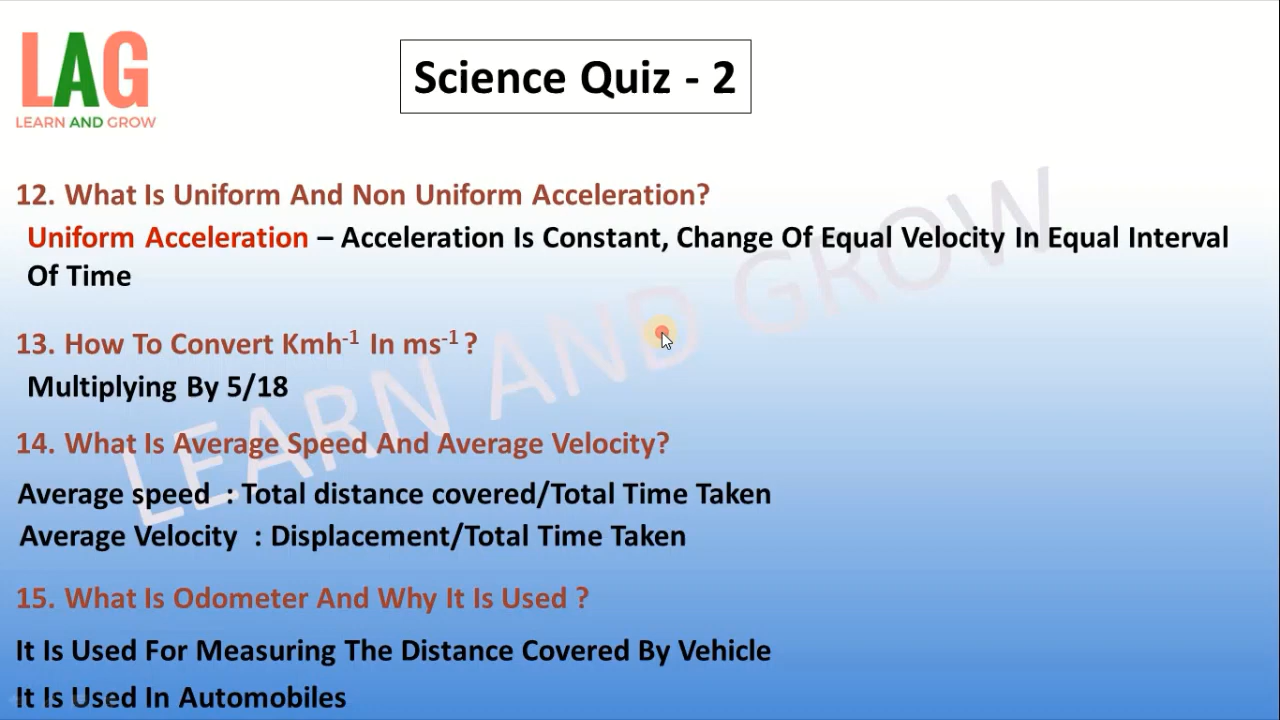 LAG
LEARN AND GROW
Science Quiz - 2
12. What Is Uniform And Non Uniform Acceleration?
Uniform Acceleration – Acceleration Is Constant, Change Of Equal Velocity In Equal Interval
Of Time
13. How To Convert Kmh⁻¹ In ms⁻¹ ?
Multiplying By 5/18
14. What Is Average Speed And Average Velocity?
Average speed : Total distance covered/Total Time Taken
Average Velocity : Displacement/Total Time Taken
15. What Is Odometer And Why It Is Used ?
It Is Used For Measuring The Distance Covered By Vehicle
It Is Used In Automobiles
LEARN AND GROW